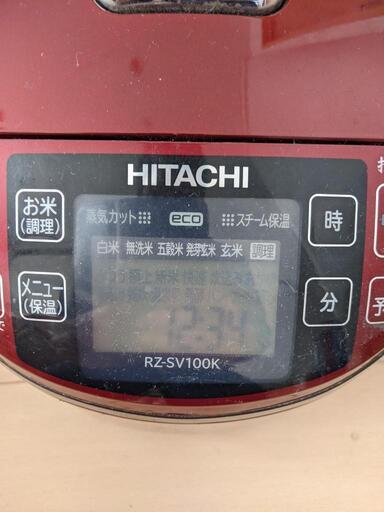 HITACHI
お米
(調理)
蒸気カット eco スチーム保温
時
白米 無洗米 五穀米 発芽玄米 玄米 調理
メニュー
(保温)
分
RZ-SV100K